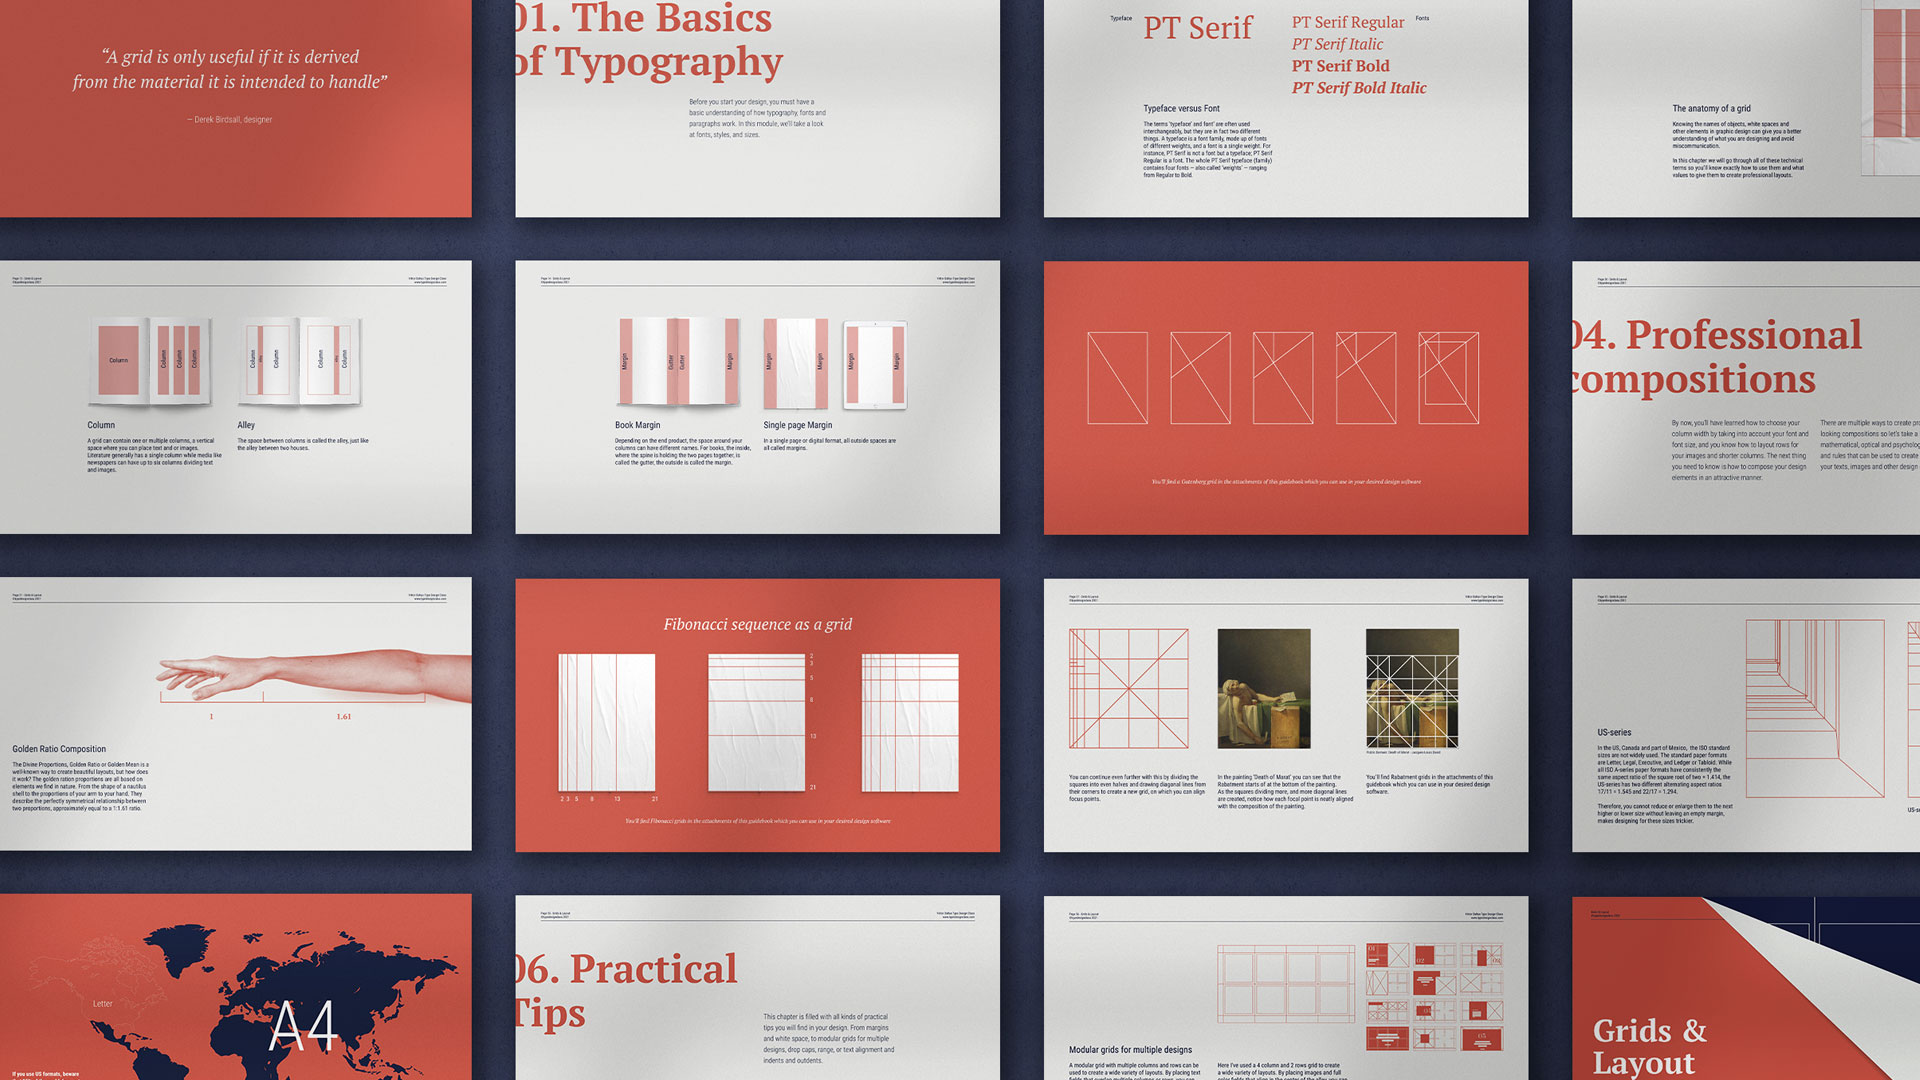 “A grid is only useful if it is derived
from the material it is intended to handle”
— Derek Birdsall, designer
01. The Basics
of Typography
Before you start your design, you must have a
basic understanding of how typography, fonts and
paragraphs work. In this module, we'll take a look
at fonts, styles, and sizes.
Typeface
PT Serif
PT Serif Regular
PT Serif Italic
PT Serif Bold
PT Serif Bold Italic
Fonts
Typeface versus Font
The terms 'typeface' and font' are often used
interchangeably, but they are in fact two different
things. A typeface is a font family, made up of fonts
of different weights, and a font is a single weight. For
instance, PT Serif is not a font but a typeface; PT Serif
Regular is a font. The whole PT Serif typeface (family)
contains four fonts — also called 'weights' — ranging
from Regular to Bold.
The anatomy of a grid
Knowing the names of objects, white spaces and
other elements in graphic design can give you a better
understanding of what you are designing and avoid
miscommunication.
In this chapter we will go through all of these technical
terms so you'll know exactly how to use them and what
values to give them to create professional layouts.
Column
Column
Column
Column
Column
Column
Column
Column
Column
A grid can contain one or multiple columns, a vertical
space where you can place text and or images.
Literature generally has a single column while media like
newspapers can have up to six columns dividing text
and images.
Alley
The space between columns is called the alley, just like
the alley between two houses.
Margin
Gutter
Gutter
Margin
Margin
Margin
Margin
Margin
Book Margin
Depending on the end product, the space around your
columns can have different names. For books, the inside,
where the spine is holding the two pages together, is
called the gutter, the outside is called the margin.
Single page Margin
In a single page or digital format, all outside spaces are
all called margins.
You'll find a Gutenberg grid in the attachments of this guidebook which you can use in your desired design software
04. Professional
compositions
By now, you'll have learned how to choose your
column width by taking into account your font and
font size, and you know how to layout rows for
your images and shorter columns. The next thing
you need to know is how to compose your design
elements in an attractive manner.
There are multiple ways to create pro
looking compositions so let's take a
mathematical, optical and psycholog
and rules that can be used to create
your texts, images and other design
1
1.61
Golden Ratio Composition
The Divine Proportions, Golden Ratio or Golden Mean is a
well-known way to create beautiful layouts, but how does
it work? The golden ration proportions are all based on
elements we find in nature. From the shape of a nautilus
shell to the proportions of your arm to your hand. They
describe the perfectly symmetrical relationship between
two proportions, approximately equal to a 1:1.61 ratio.
Fibonacci sequence as a grid
2 3 5 8 13 21
2
3
5
8
13
21
You'll find Fibonacci grids in the attachments of this guidebook which you can use in your desired design software
You can continue even further with this by dividing the
squares into even halves and drawing diagonal lines from
their corners to create a new grid, on which you can align
focus points.
In the painting 'Death of Marat' you can see that the
Rabatment starts of at the bottom of the painting.
As the squares dividing more, and more diagonal lines
are created, notice how each focal point is neatly aligned
with the composition of the painting.
You'll find Rabatment grids in the attachments of this
guidebook which you can use in your desired design
software.
US-series
In the US, Canada and part of Mexico, the ISO standard
sizes are not widely used. The standard paper formats
are Letter, Legal, Executive, and Ledger or Tabloid. While
all ISO A-series paper formats have consistently the
same aspect ratio of the square root of two = 1.414, the
US-series has two different alternating aspect ratios
17/11 = 1.545 and 22/17 = 1.294.
Therefore, you cannot reduce or enlarge them to the next
higher or lower size without leaving an empty margin,
makes designing for these sizes trickier.
US-s
Letter
A4
If you use US formats, beware
06. Practical
Tips
This chapter is filled with all kinds of practical
tips you will find in your design. From margins
and white space, to modular grids for multiple
designs, drop caps, range, or text alignment and
indents and outdents.
01
02
05
Modular grids for multiple designs
A modular grid with multiple columns and rows can be
used to create a wide variety of layouts. By placing text
Here I've used a 4 column and 2 rows grid to create
a wide variety of layouts. By placing images and full
Grids &
Layout